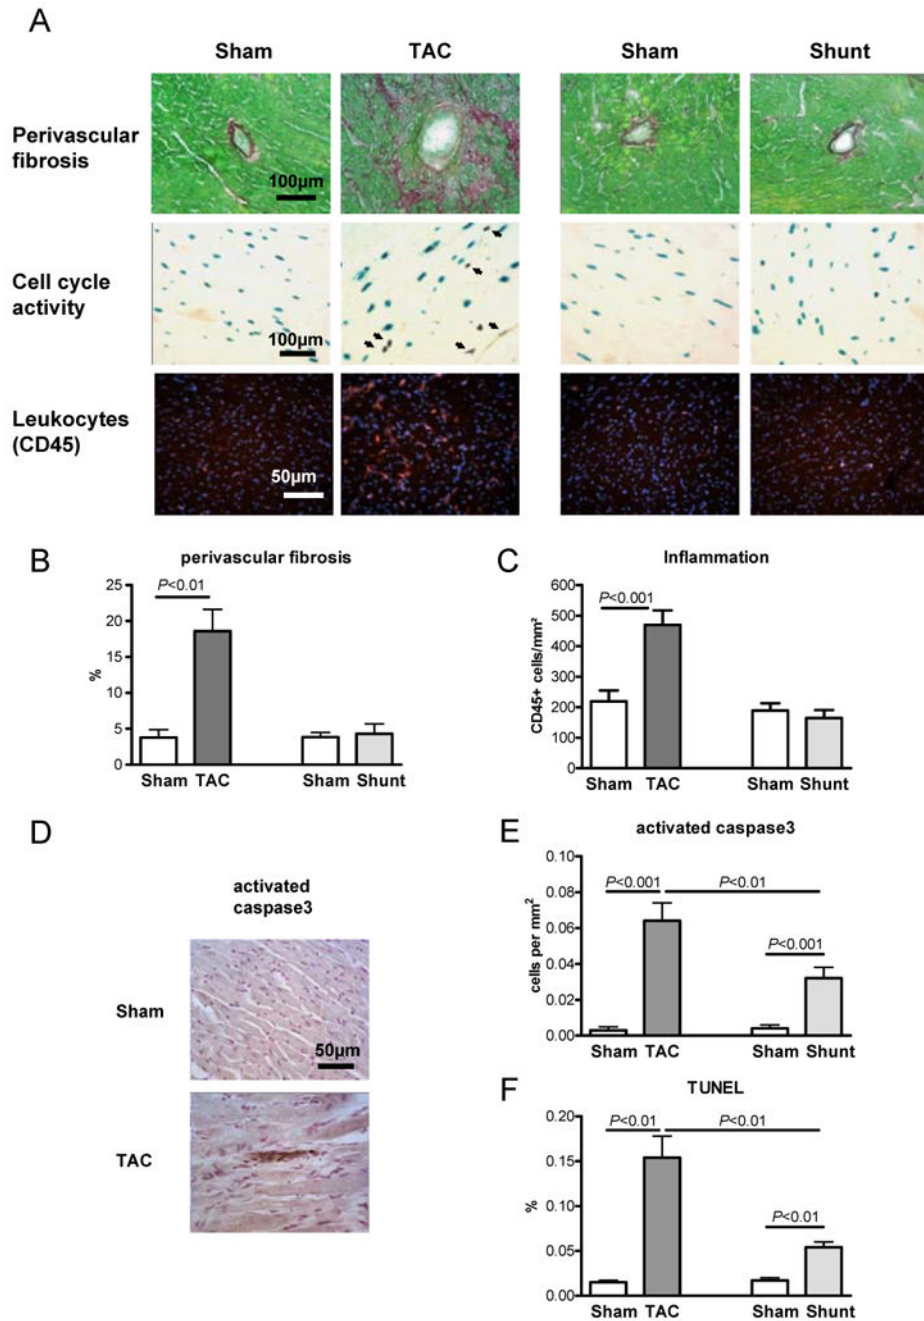 A
Sham TAC Sham Shunt
Perivascular
fibrosis
100µm
Cell cycle
activity
100µm
Leukocytes
(CD45)
50µm
B
perivascular fibrosis
25
20
15
10
5
0
%
P<0.01
Sham TAC Sham Shunt
C
Inflammation
600
500
400
300
200
100
0
CD45+ cells/mm²
P<0.001
Sham TAC Sham Shunt
D
activated
caspase3
Sham
50µm
TAC
E
activated caspase3
0.10
0.08
0.06
0.04
0.02
0.00
cells per mm²
P<0.001 P<0.01
P<0.001
Sham TAC Sham Shunt
F
TUNEL
0.20
0.15
0.10
0.05
0.00
%
P<0.01 P<0.01
P<0.01
Sham TAC Sham Shunt